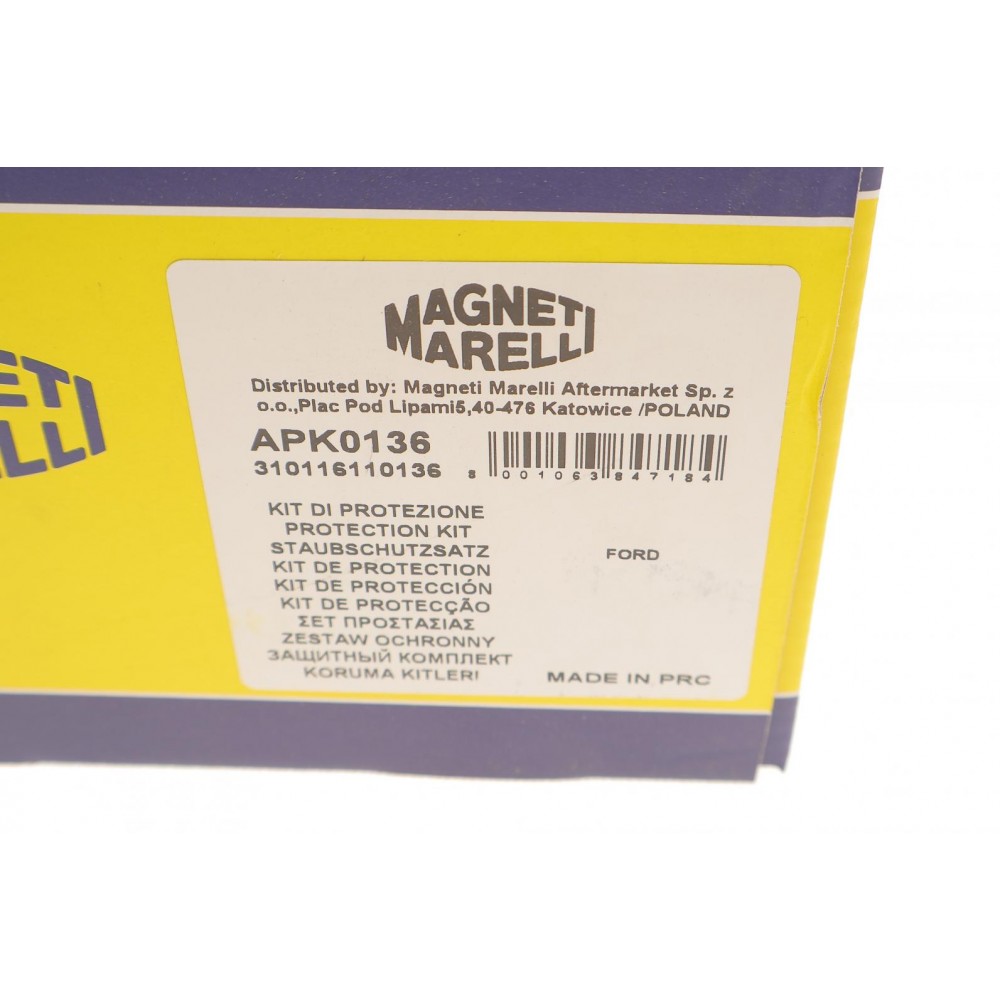 NETI
RELLI
MAGNETI
MARELLI
Distributed by: Magneti Marelli Aftermarket Sp. z
o.o.,Plac Pod Lipami5,40-476 Katowice /POLAND
APK0136
310116110136
8 001063 847184
KIT DI PROTEZIONE
PROTECTION KIT
STAUBSCHUTZSATZ
KIT DE PROTECTION
KIT DE PROTECCIÓN
KIT DE PROTECÇÃO
ΣΕΤ ΠΡΟΣΤΑΣΙΑΣ
ZESTAW OCHRONNY
ЗАЩИТНЫЙ КОМПЛЕКТ
KORUMA KITLERI
FORD
MADE IN PRC